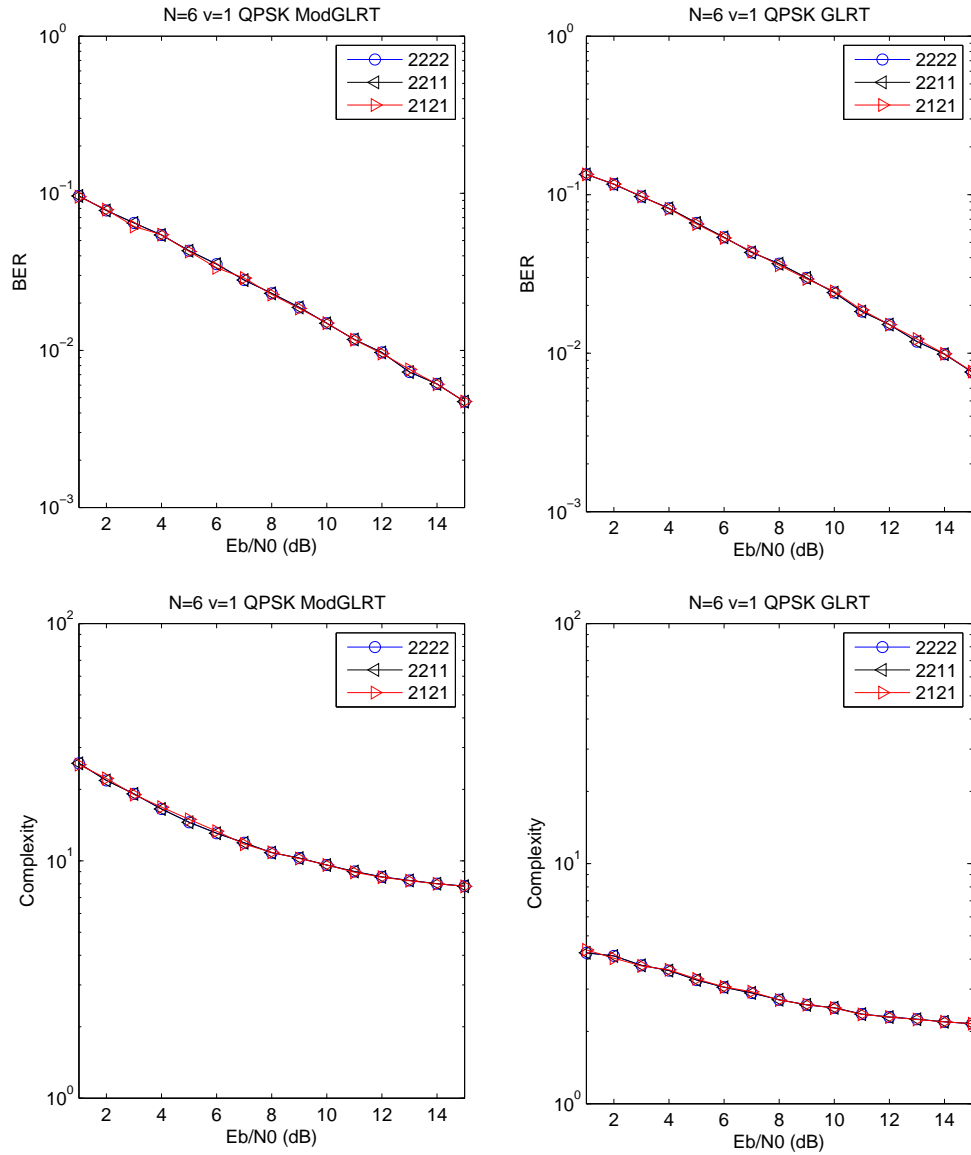 N=6 v=1 QPSK ModGLRT
10^0
2222
2211
2121
10^−1
BER
10^−2
10^−3
2 4 6 8 10 12 14
Eb/N0 (dB)
N=6 v=1 QPSK GLRT
10^0
2222
2211
2121
10^−1
BER
10^−2
10^−3
2 4 6 8 10 12 14
Eb/N0 (dB)
N=6 v=1 QPSK ModGLRT
10^2
2222
2211
2121
Complexity
10^1
10^0
2 4 6 8 10 12 14
Eb/N0 (dB)
N=6 v=1 QPSK GLRT
10^2
2222
2211
2121
10^1
Complexity
10^0
2 4 6 8 10 12 14
Eb/N0 (dB)